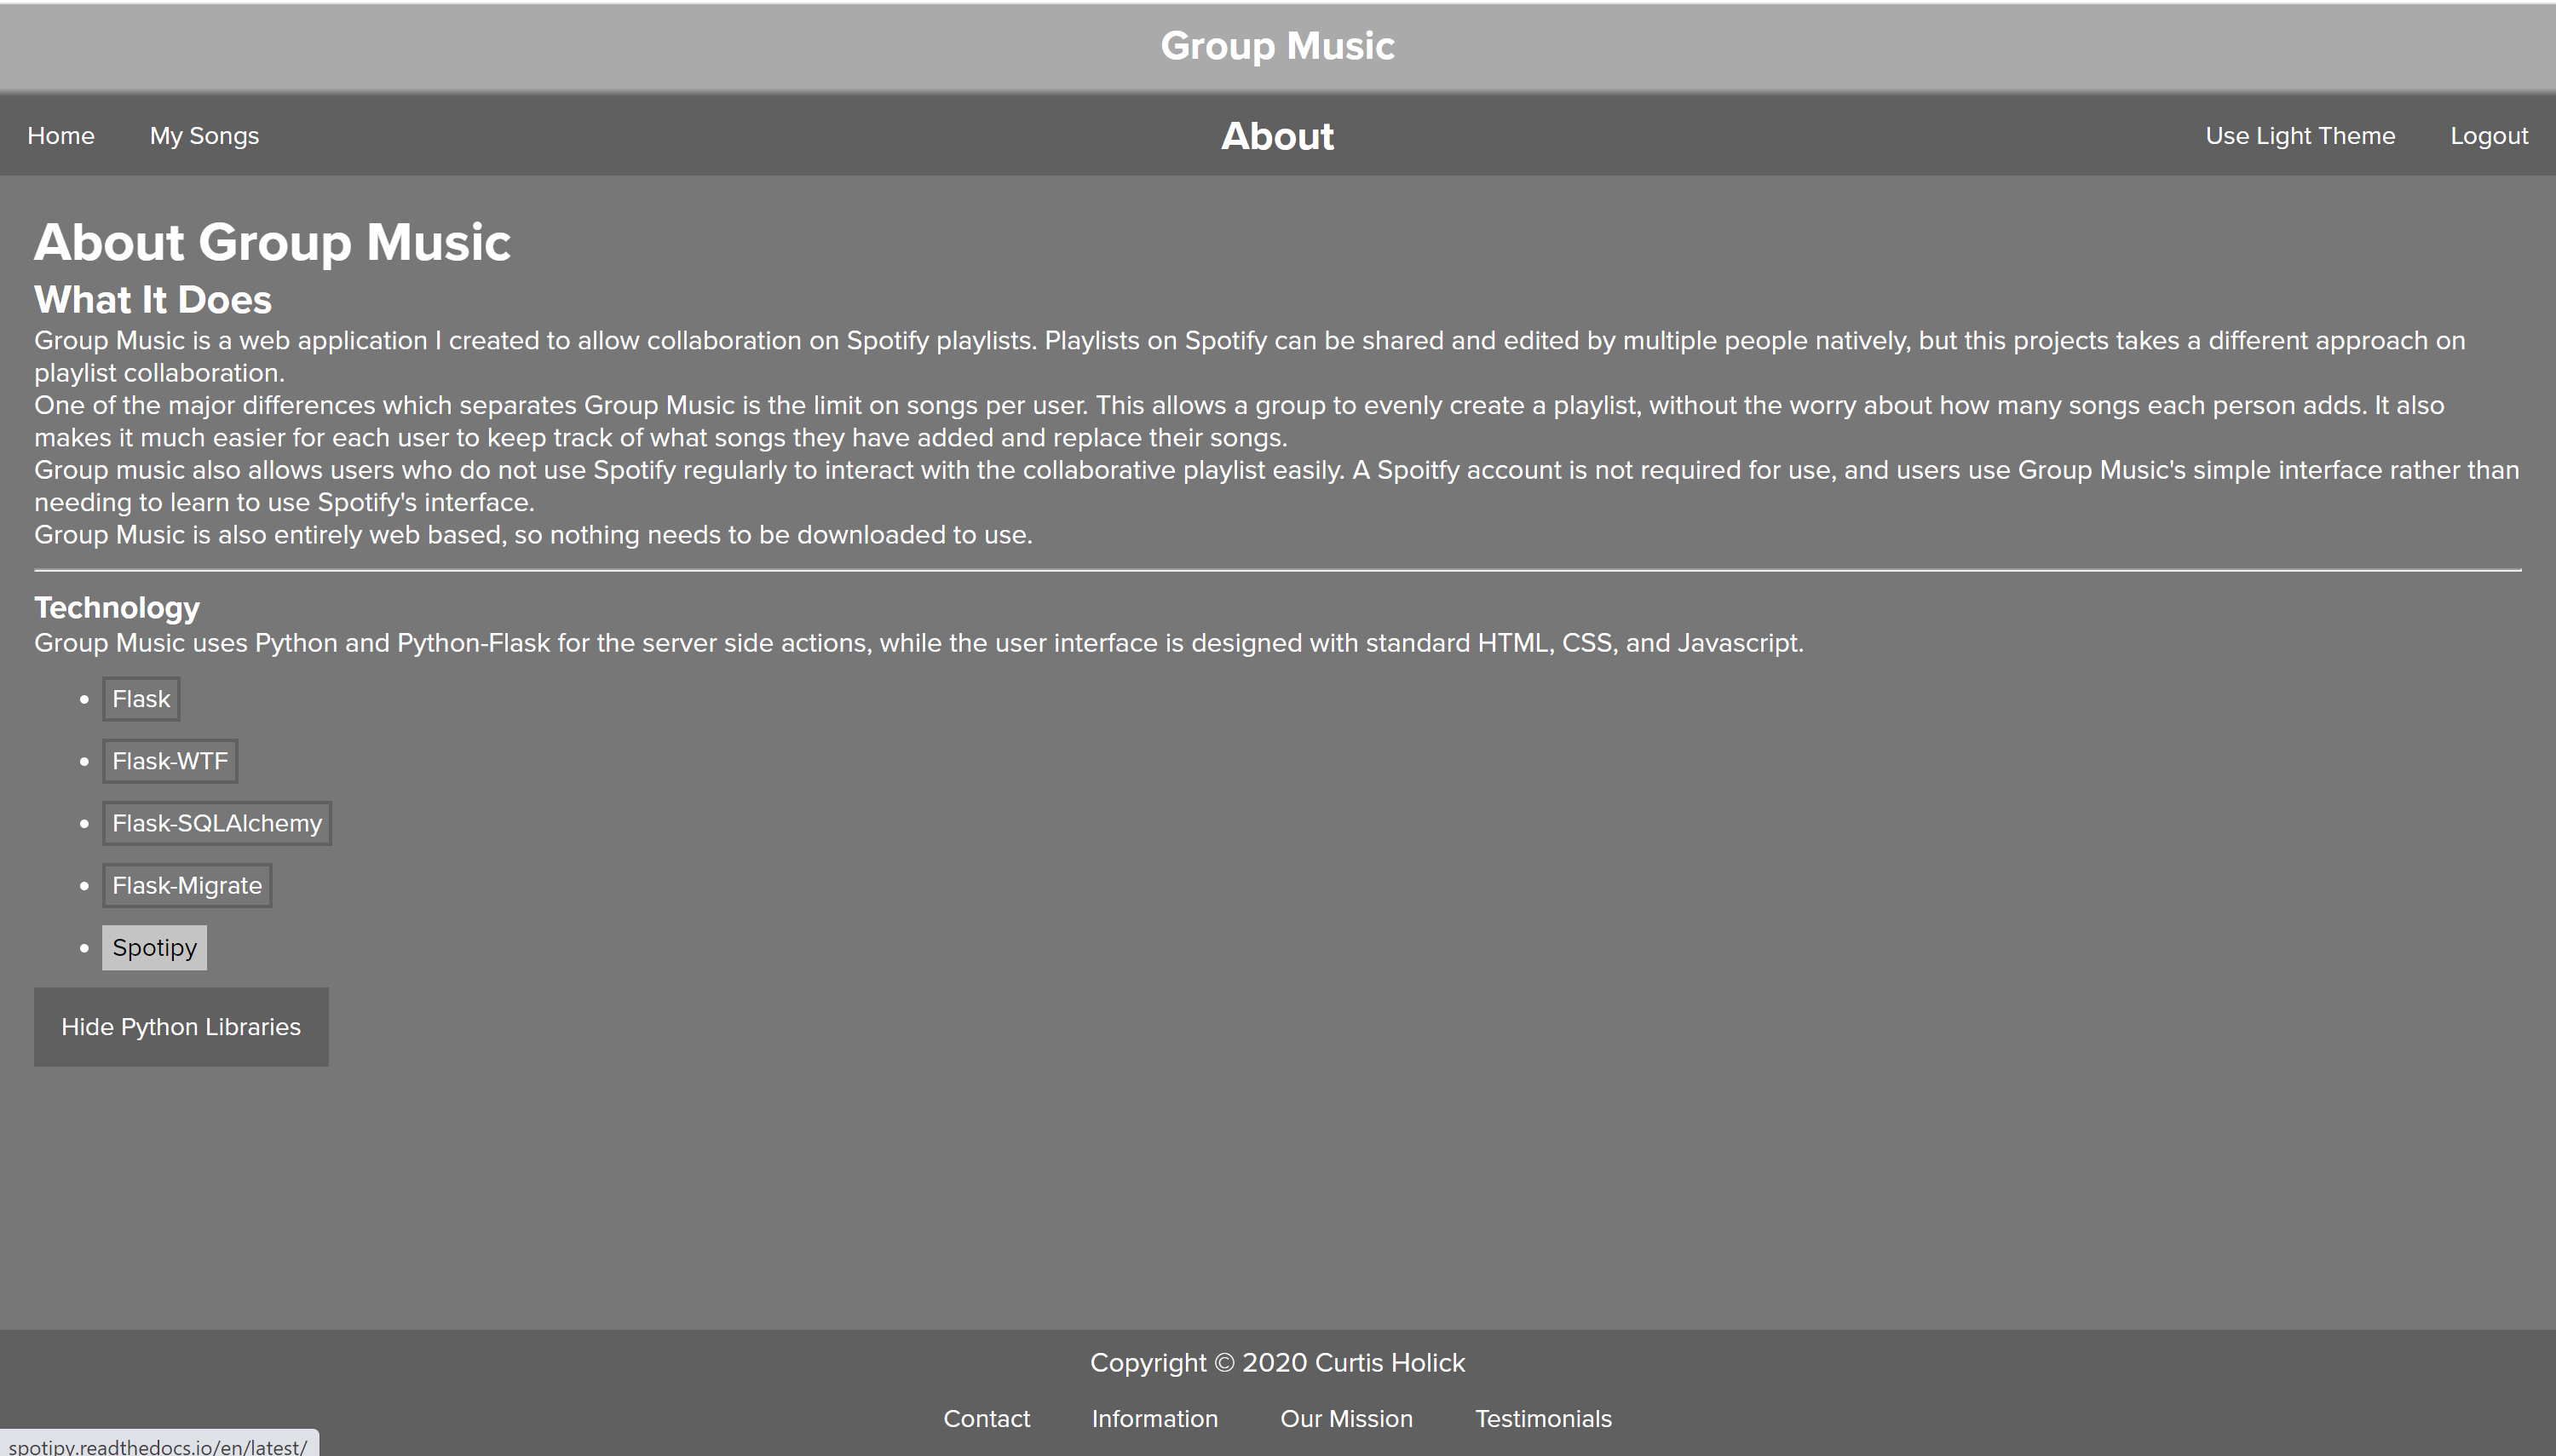 Group Music
Home My Songs About Use Light Theme Logout
About Group Music
What It Does
Group Music is a web application I created to allow collaboration on Spotify playlists. Playlists on Spotify can be shared and edited by multiple people natively, but this projects takes a different approach on
playlist collaboration.
One of the major differences which separates Group Music is the limit on songs per user. This allows a group to evenly create a playlist, without the worry about how many songs each person adds. It also
makes it much easier for each user to keep track of what songs they have added and replace their songs.
Group music also allows users who do not use Spotify regularly to interact with the collaborative playlist easily. A Spoitfy account is not required for use, and users use Group Music's simple interface rather than
needing to learn to use Spotify's interface.
Group Music is also entirely web based, so nothing needs to be downloaded to use.
Technology
Group Music uses Python and Python-Flask for the server side actions, while the user interface is designed with standard HTML, CSS, and Javascript.
• Flask
• Flask-WTF
• Flask-SQLAlchemy
• Flask-Migrate
• Spotipy
Hide Python Libraries
Copyright © 2020 Curtis Holick
Contact Information Our Mission Testimonials
spotipy.readthedocs.io/en/latest/